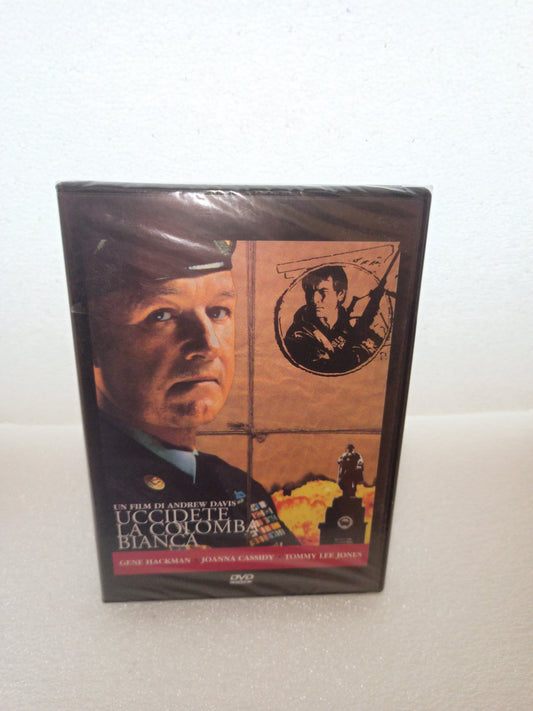 UN FILM DI ANDREW DAVIS
UCCIDETE
LA COLOMBA
BIANCA
GENE HACKMAN JOANNA CASSIDY TOMMY LEE JONES
DVD